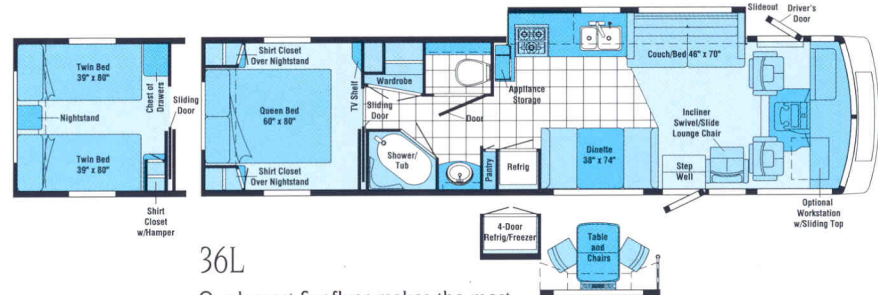 Slideout
Driver's
Door
Twin Bed
39" x 80"
Chest of
Drawers
Sliding
Door
Nightstand
Twin Bed
39" x 80"
Shirt
Closet
w/Hamper
Shirt Closet
Over Nightstand
Queen Bed
60" x 80"
Shirt Closet
Over Nightstand
TV Shelf
Wardrobe
Sliding
Door
Door
Shower/
Tub
Appliance
Storage
Pantry
Refrig
Couch/Bed 46" x 70"
Dinette
38" x 74"
Incliner
Swivel/Slide
Lounge Chair
Step
Well
Optional
Workstation
w/Sliding Top
4-Door
Refrig/Freezer
Table
and
Chairs
36L